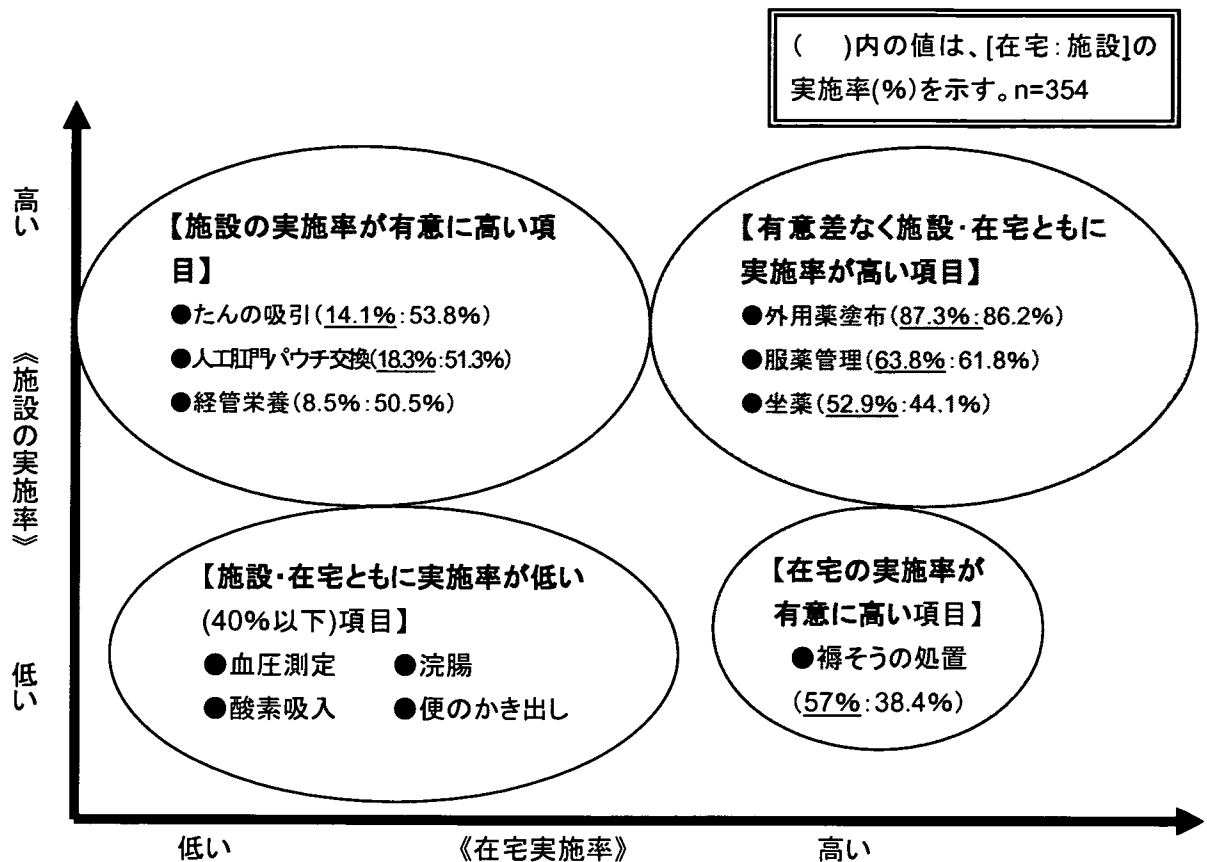 ( )内の値は、[在宅:施設]の
実施率(%)を示す。n=354
高い
《施設の実施率》
低い
【施設の実施率が有意に高い項
目】
●たんの吸引(14.1%:53.8%)
●人工肛門パウチ交換(18.3%:51.3%)
●経管栄養(8.5%:50.5%)
【有意差なく施設・在宅ともに
実施率が高い項目】
●外用薬塗布(87.3%:86.2%)
●服薬管理(63.8%:61.8%)
●坐薬(52.9%:44.1%)
【施設・在宅ともに実施率が低い
(40%以下)項目】
●血圧測定 ●浣腸
●酸素吸入 ●便のかき出し
【在宅の実施率が
有意に高い項目】
●褥そうの処置
(57%:38.4%)
低い 《在宅実施率》 高い